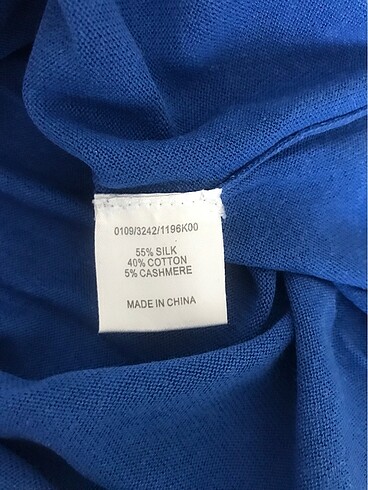 0109/3242/1196K00
55% SILK
40% COTTON
5% CASHMERE
MADE IN CHINA